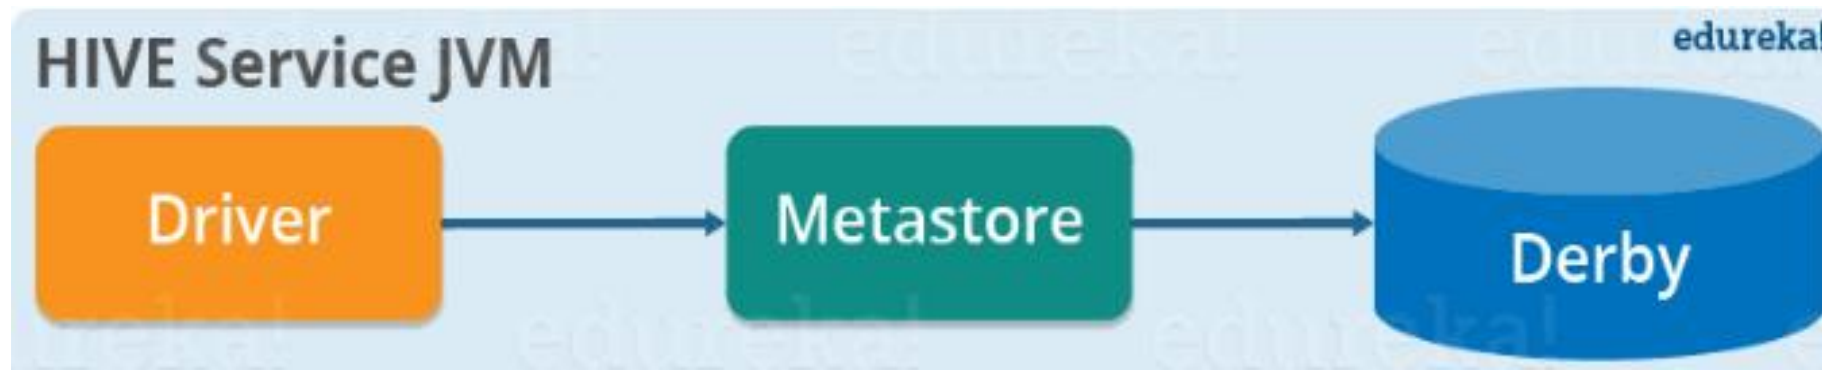 HIVE Service JVM
edureka!
Driver
Metastore
Derby